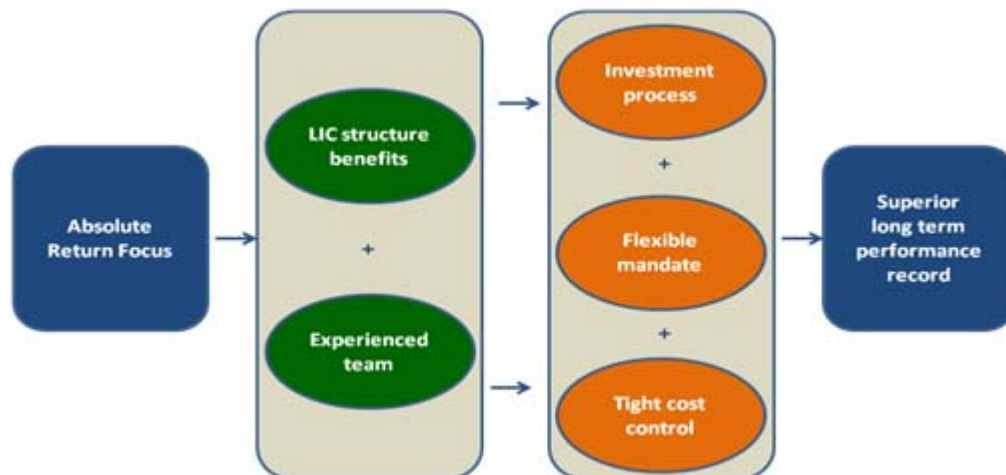 Absolute
Return Focus
LIC structure
benefits
+
Experienced
team
Investment
process
+
Flexible
mandate
+
Tight cost
control
Superior
long term
performance
record